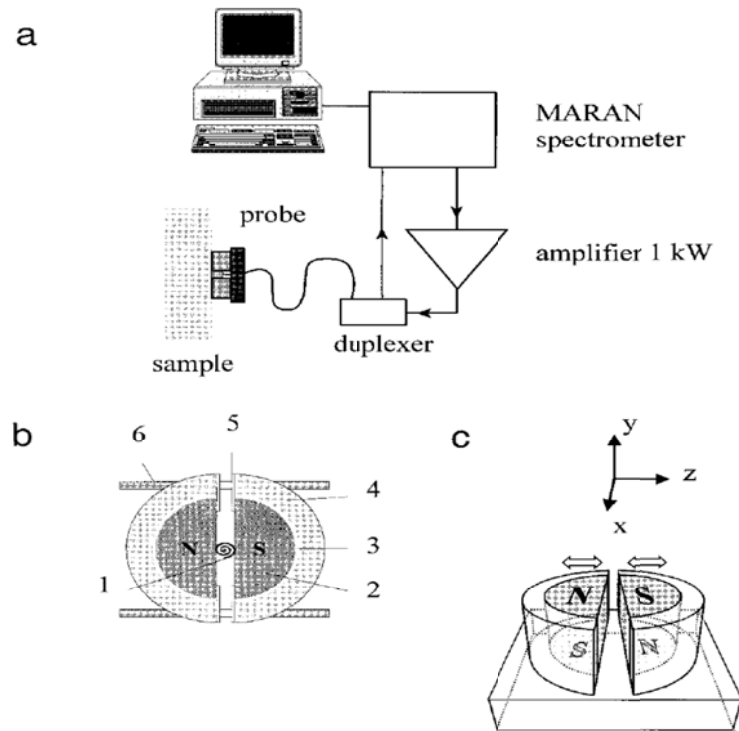 a
MARAN
spectrometer
probe
amplifier 1 kW
duplexer
sample
b
6
5
4
N
S
3
1
2
c
y
z
x
N
S
S
N